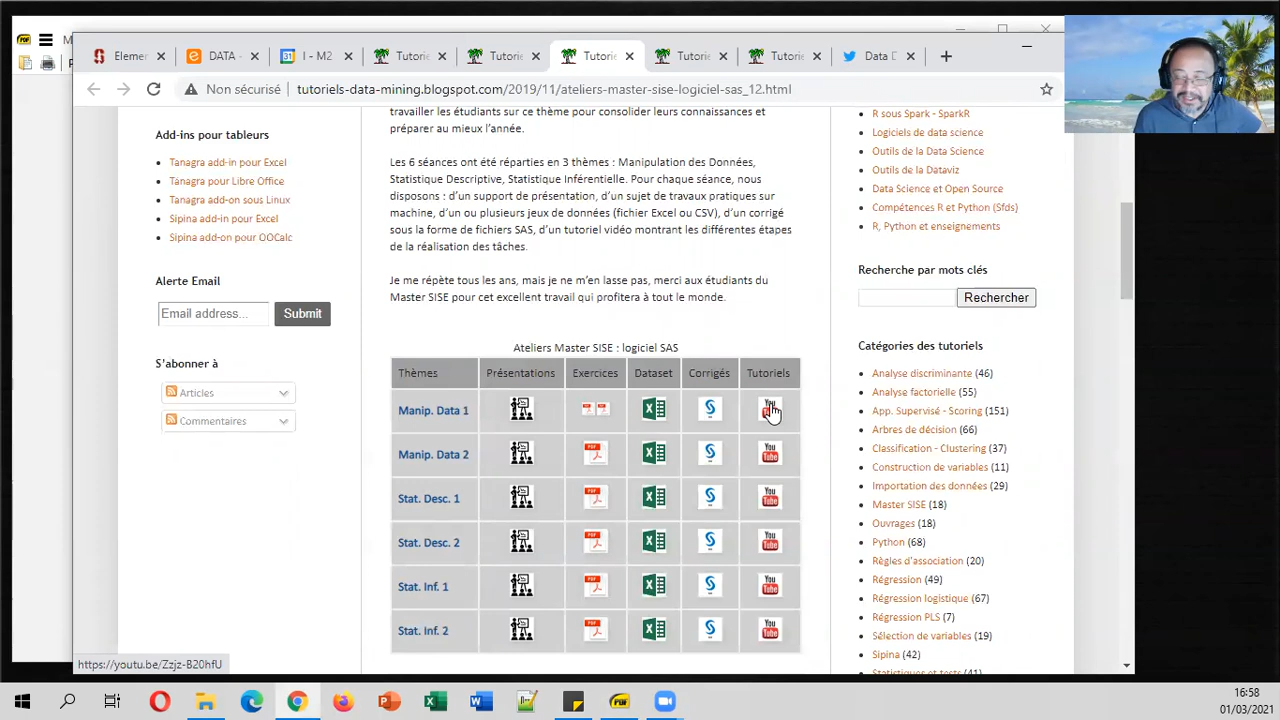 Elemer
DATA -
I - M2
Tutorie
Tutorie
Tutorie
Tutorie
Tutorie
Data D
Non sécurisé
tutoriels-data-mining.blogspot.com/2019/11/ateliers-master-sise-logiciel-sas_12.html
Add-ins pour tableurs
Tanagra add-in pour Excel
Tanagra pour Libre Office
Tanagra add-on sous Linux
Sipina add-in pour Excel
Sipina add-on pour OOCalc
Alerte Email
Email address...
Submit
S'abonner à
Articles
Commentaires
travailler les étudiants sur ce thème pour consolider leurs connaissances et
préparer au mieux l'année.
Les 6 séances ont été réparties en 3 thèmes : Manipulation des Données,
Statistique Descriptive, Statistique Inférentielle. Pour chaque séance, nous
disposons : d'un support de présentation, d'un sujet de travaux pratiques sur
machine, d'un ou plusieurs jeux de données (fichier Excel ou CSV), d'un corrigé
sous la forme de fichiers SAS, d'un tutoriel vidéo montrant les différentes étapes
de la réalisation des tâches.
Je me répète tous les ans, mais je ne m'en lasse pas, merci aux étudiants du
Master SISE pour cet excellent travail qui profitera à tout le monde.
Ateliers Master SISE : logiciel SAS
Thèmes Présentations Exercices Dataset Corrigés Tutoriels
Manip. Data 1
Manip. Data 2
Stat. Desc. 1
Stat. Desc. 2
Stat. Inf. 1
Stat. Inf. 2
R sous Spark - SparkR
Logiciels de data science
Outils de la Data Science
Outils de la Dataviz
Data Science et Open Source
Compétences R et Python (Sfds)
R, Python et enseignements
Recherche par mots clés
Rechercher
Catégories des tutoriels
Analyse discriminante (46)
Analyse factorielle (55)
App. Supervisé - Scoring (151)
Arbres de décision (66)
Classification - Clustering (37)
Construction de variables (11)
Importation des données (29)
Master SISE (18)
Ouvrages (18)
Python (68)
Règles d'association (20)
Régression (49)
Régression logistique (67)
Régression PLS (7)
Sélection de variables (19)
Sipina (42)
Statistiques et tests (41)
https://youtu.be/Zzjz-B20hfU
16:58
01/03/2021